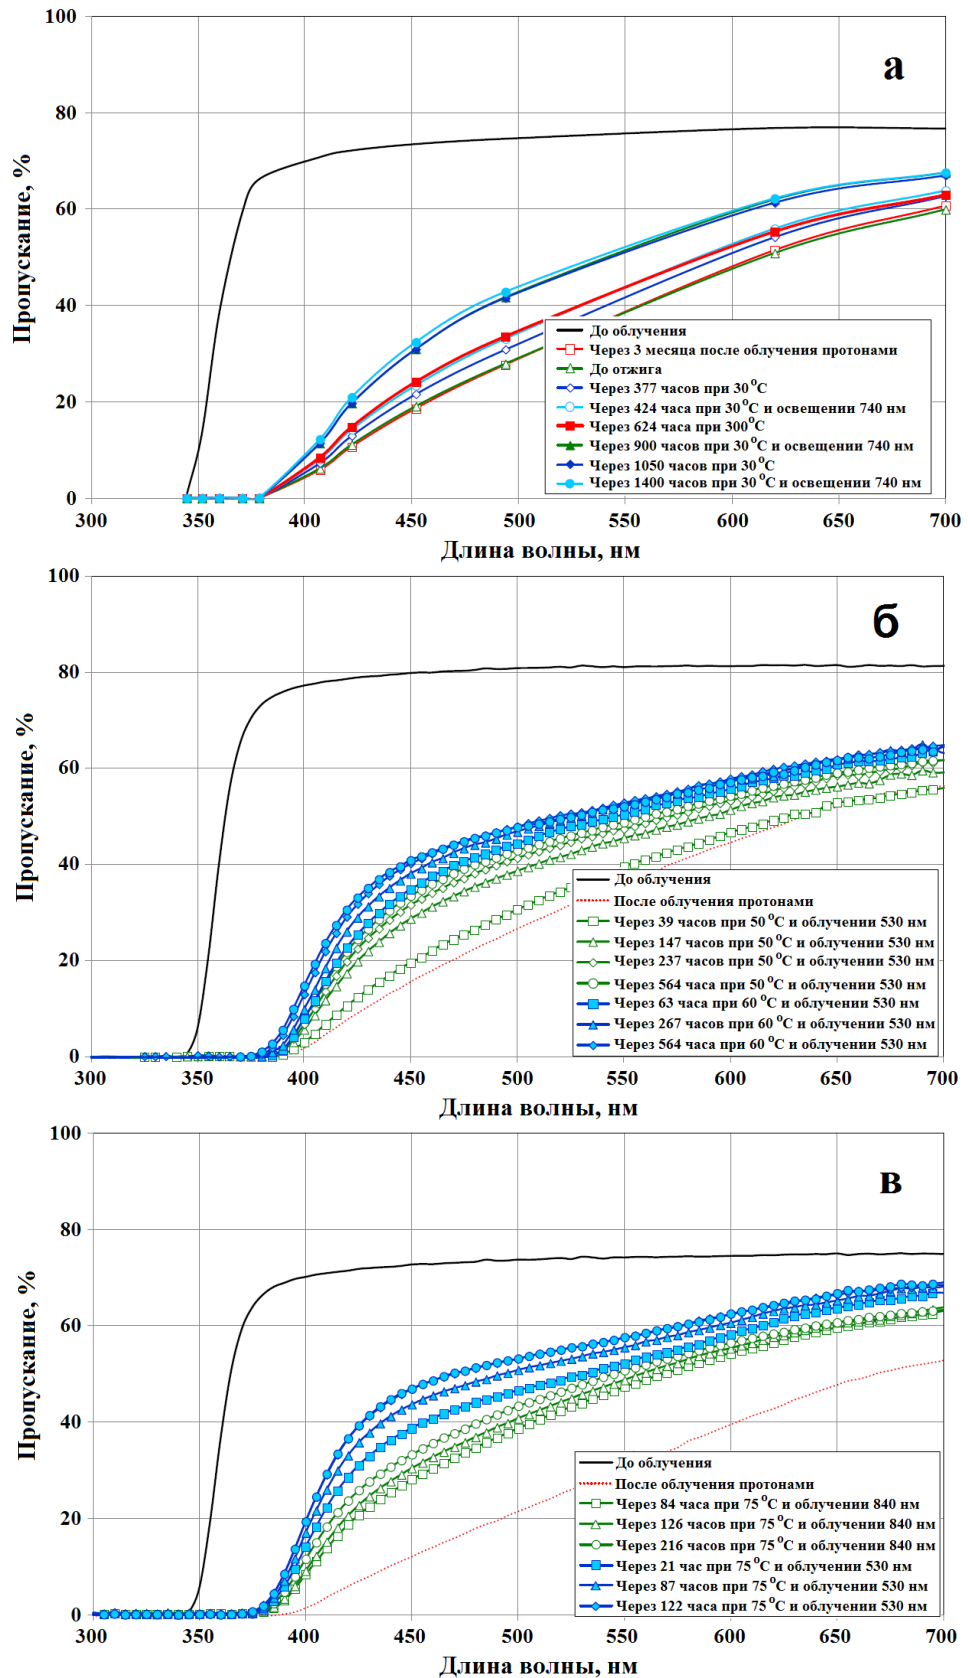 100
80
60
40
20
0
Пропускание, %
а
До облучения
Через 3 месяца после облучения протонами
До отжига
Через 377 часов при 30 °C
Через 424 часа при 30 °C и освещении 740 нм
Через 624 часа при 300°C
Через 900 часов при 30 °C и освещении 740 нм
Через 1050 часов при 30 °C
Через 1400 часов при 30 °C и освещении 740 нм
300 350 400 450 500 550 600 650 700
Длина волны, нм
100
80
60
40
20
0
Пропускание, %
б
До облучения
После облучения протонами
Через 39 часов при 50 °C и облучении 530 нм
Через 147 часов при 50 °C и облучении 530 нм
Через 237 часов при 50 °C и облучении 530 нм
Через 564 часа при 50 °C и облучении 530 нм
Через 63 часа при 60 °C и облучении 530 нм
Через 267 часов при 60 °C и облучении 530 нм
Через 564 часа при 60 °C и облучении 530 нм
300 350 400 450 500 550 600 650 700
Длина волны, нм
100
80
60
40
20
0
Пропускание, %
в
До облучения
После облучения протонами
Через 84 часа при 75 °C и облучении 840 нм
Через 126 часов при 75 °C и облучении 840 нм
Через 216 часов при 75 °C и облучении 840 нм
Через 21 час при 75 °C и облучении 530 нм
Через 87 часов при 75 °C и облучении 530 нм
Через 122 часа при 75 °C и облучении 530 нм
300 350 400 450 500 550 600 650 700
Длина волны, нм